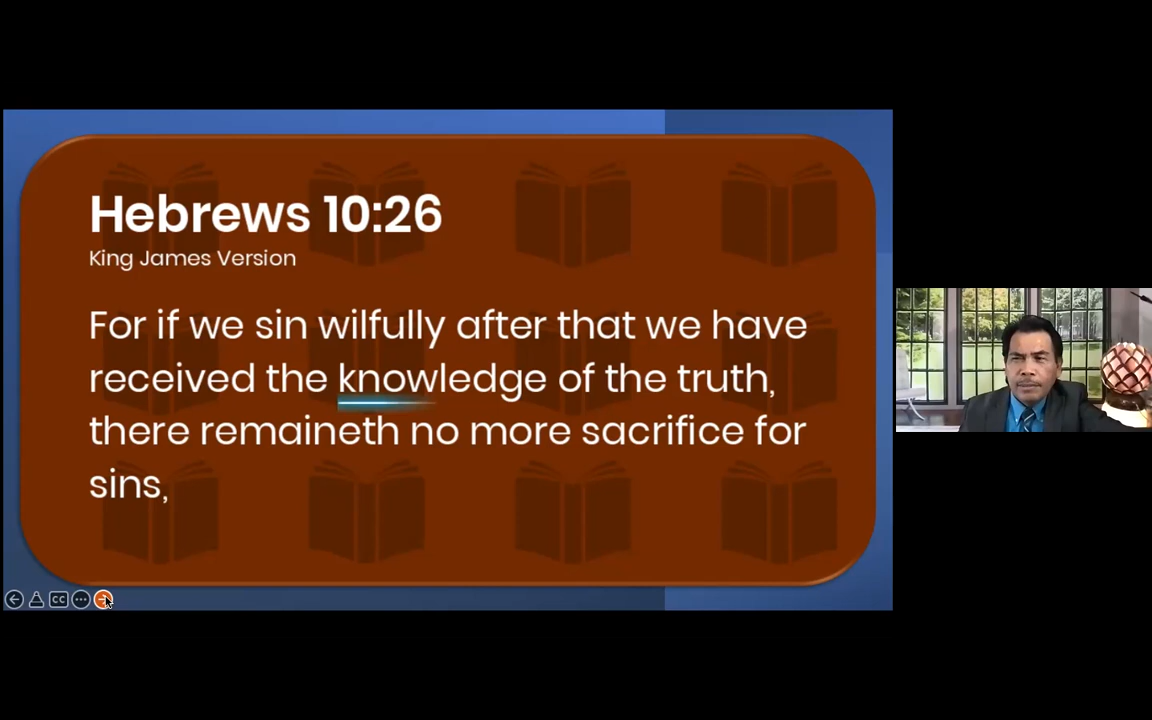 Hebrews 10:26
King James Version
For if we sin wilfully after that we have
received the knowledge of the truth,
there remaineth no more sacrifice for
sins,
CC